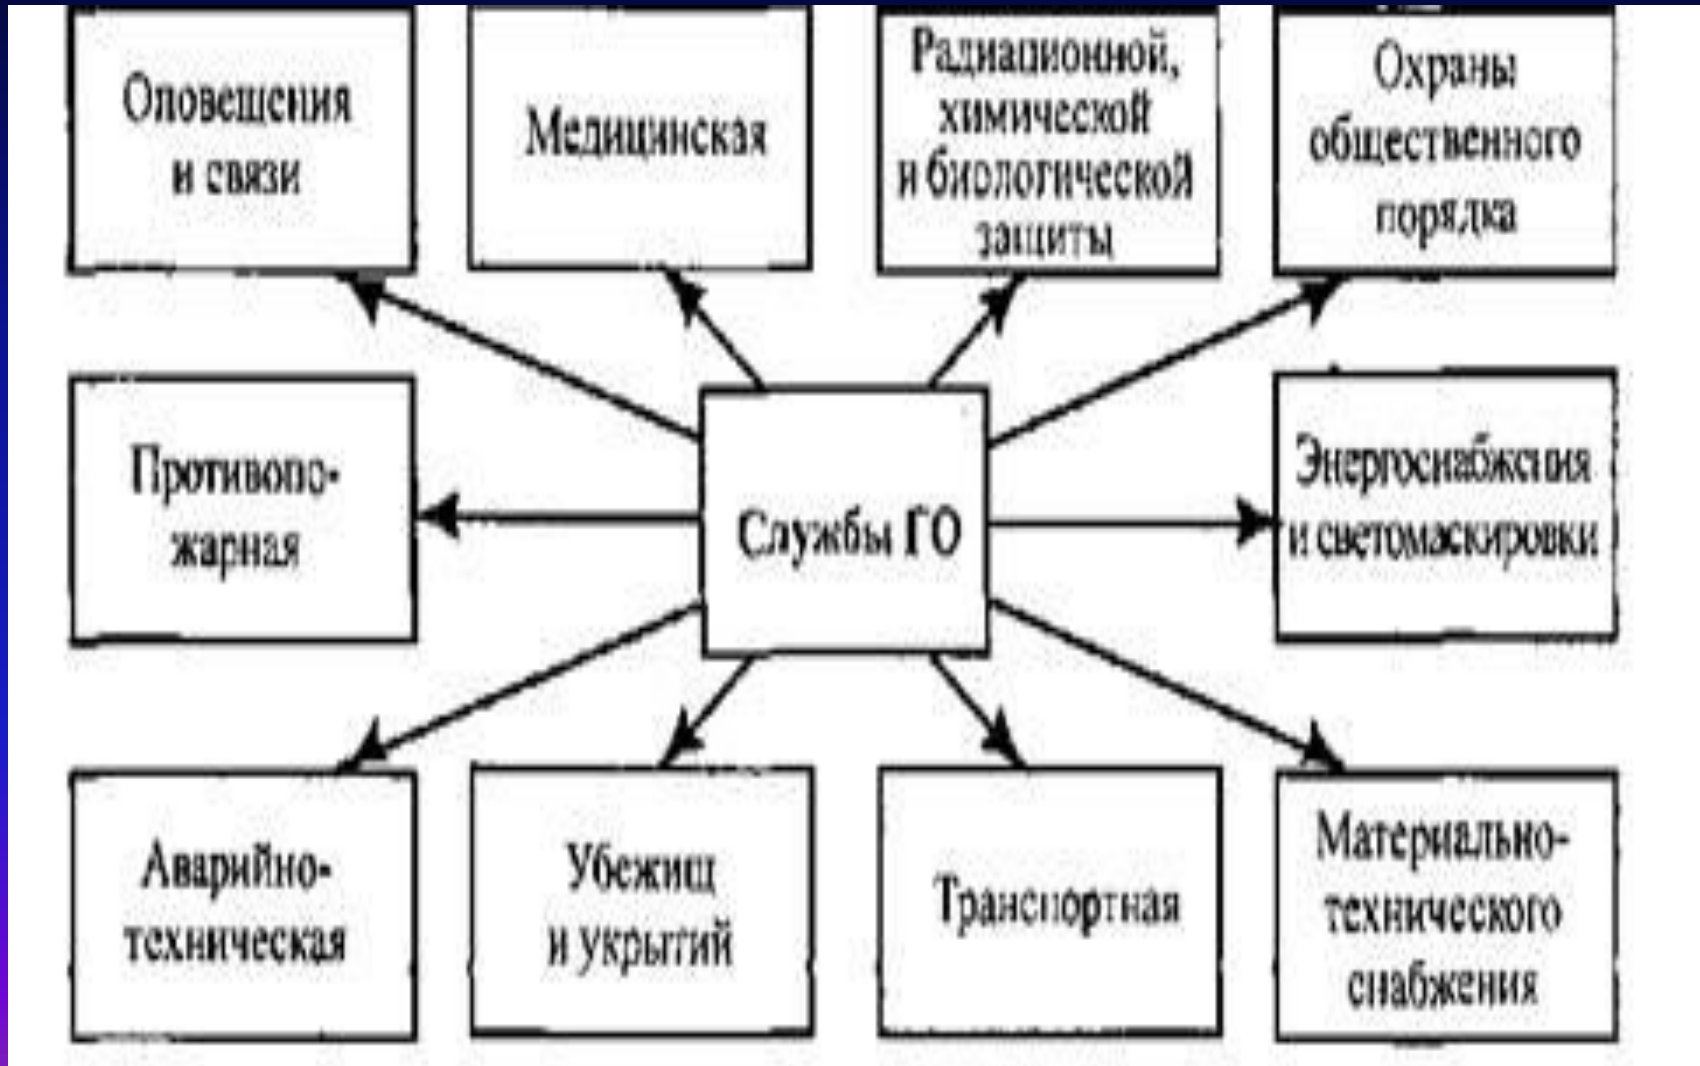 Оповещения
и связи
Медицинская
Радиационной,
химической
и биологической
защиты
Охраны
общественного
порядка
Противопо-
жарная
Службы ГО
Энергоснабжения
и светомаскировки
Аварийно-
техническая
Убежищ
и укрытий
Транспортная
Материально-
технического
снабжения